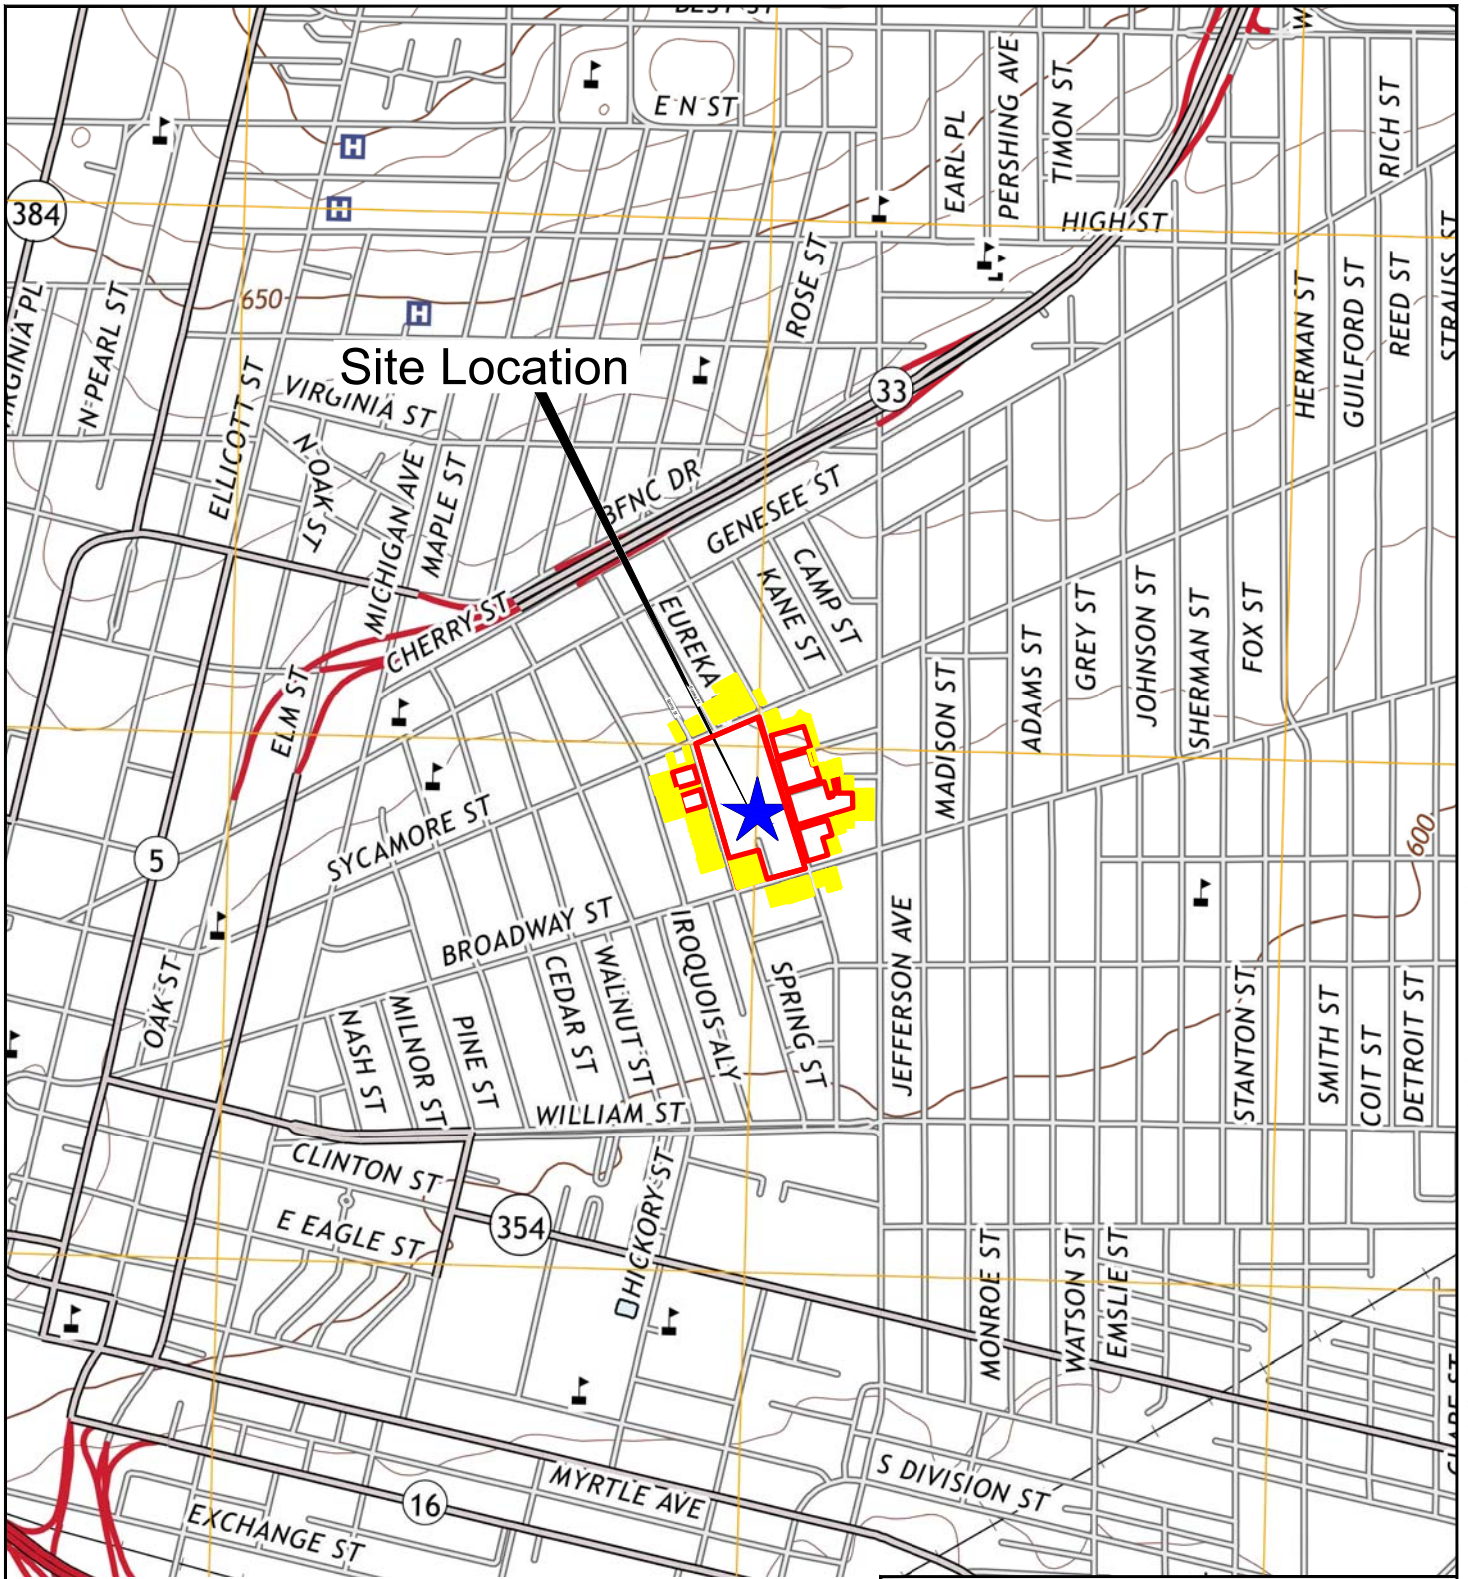 BEST ST
E N ST
EARL PL
PERSHING AVE
TIMON ST
RICH ST
384
HIGH ST
STRAUSS ST
VIRGINIA PL
N PEARL ST
650
ROSE ST
HERMAN ST
GUILFORD ST
REED ST
Site Location
33
ELLICOTT ST
VIRGINIA ST
N OAK ST
MICHIGAN AVE
MAPLE ST
BFNC DR
GENESEE ST
CAMP ST
KANE ST
EUREKA
CHERRY ST
ELM ST
MADISON ST
ADAMS ST
GREY ST
JOHNSON ST
SHERMAN ST
FOX ST
5
SYCAMORE ST
600
BROADWAY ST
OAK ST
NASH ST
MILNOR ST
PINE ST
CEDAR ST
WALNUT ST
IROQUOIS ALY
SPRING ST
JEFFERSON AVE
STANTON ST
SMITH ST
COIT ST
DETROIT ST
WILLIAM ST
CLINTON ST
E EAGLE ST
354
HICKORY ST
MONROE ST
WATSON ST
EMSLIE ST
S DIVISION ST
MYRTLE AVE
16
EXCHANGE ST